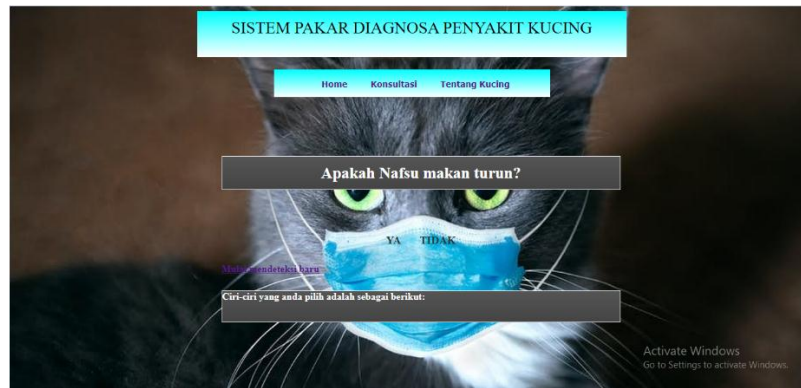 SISTEM PAKAR DIAGNOSA PENYAKIT KUCING
Home Konsultasi Tentang Kucing
Apakah Nafsu makan turun?
YA TIDAK
Mulai mendeteksi baru
Ciri-ciri yang anda pilih adalah sebagai berikut:
Activate Windows
Go to Settings to activate Windows.